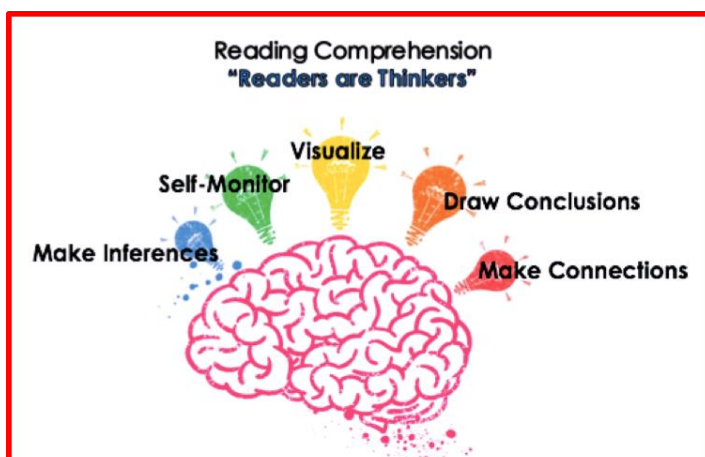 Reading Comprehension
"Readers are Thinkers"
Visualize
Self-Monitor
Draw Conclusions
Make Inferences
Make Connections